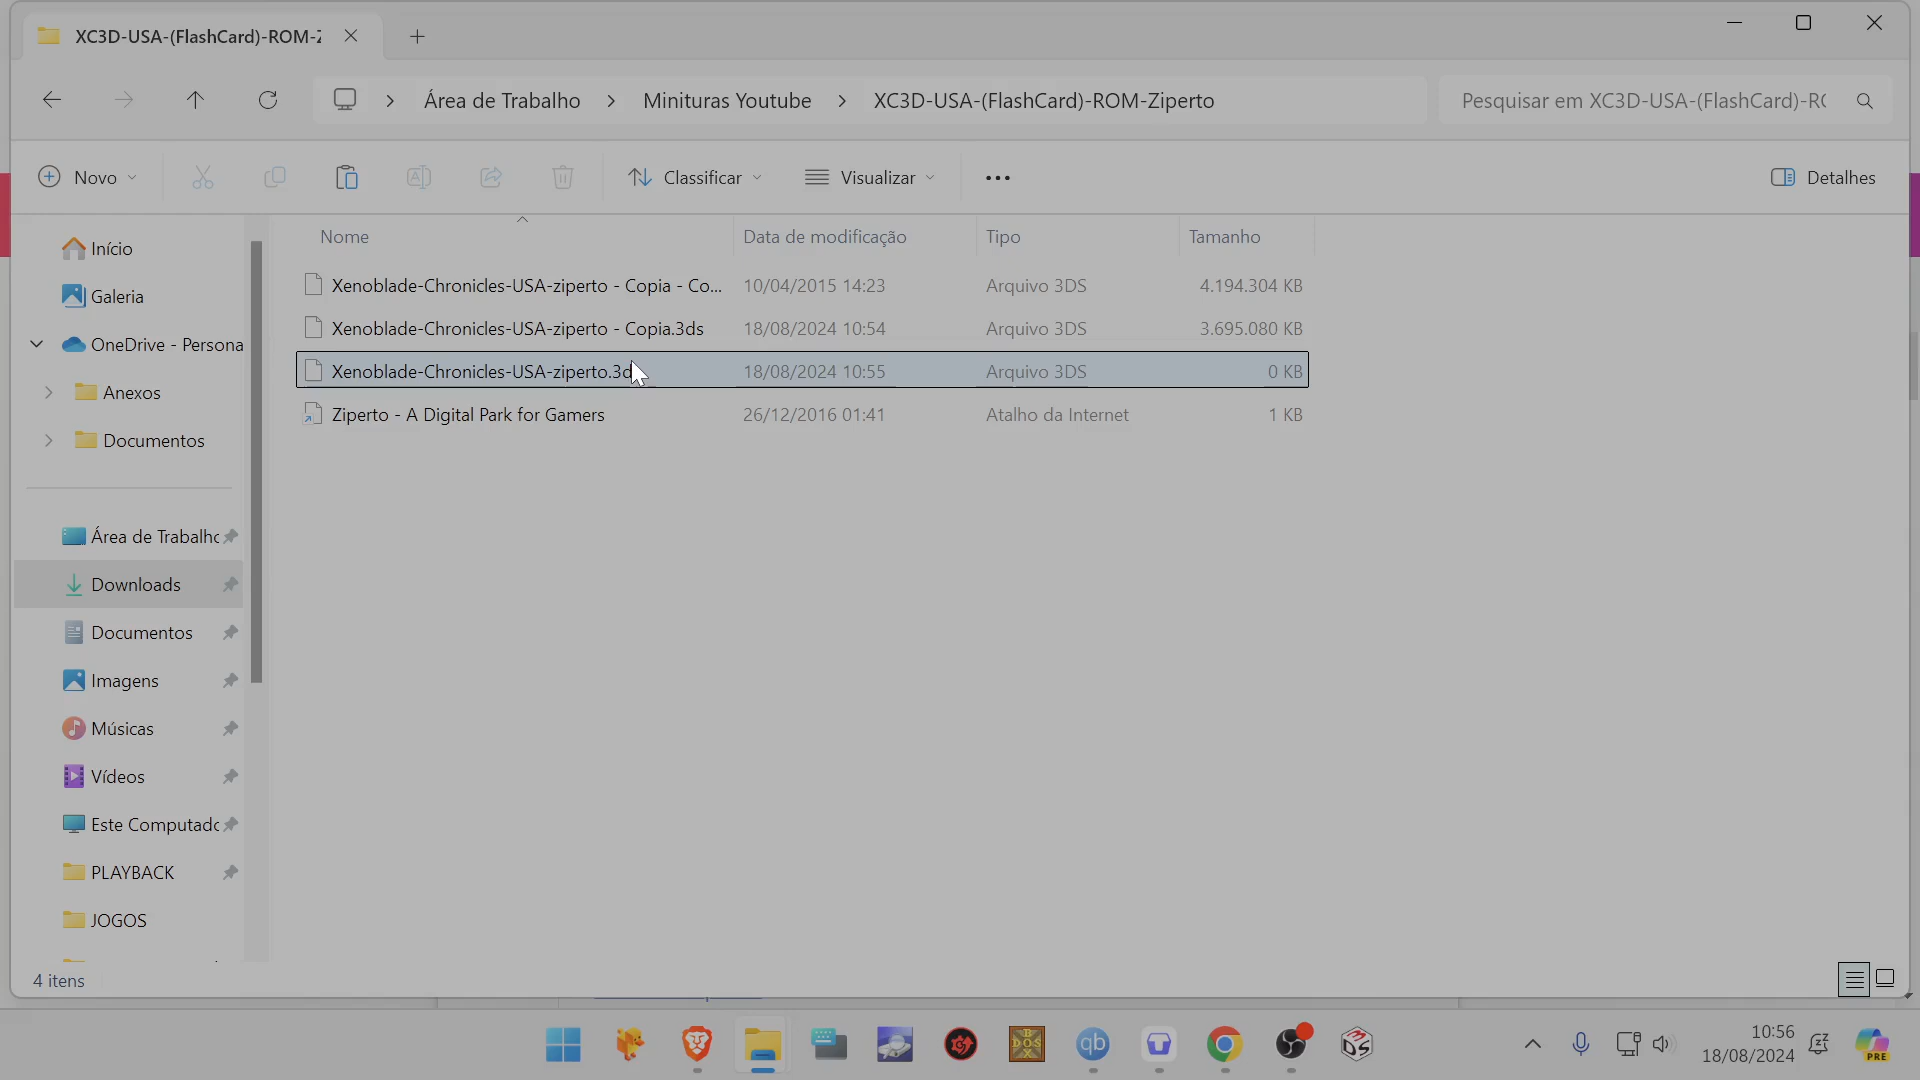 XC3D-USA-(FlashCard)-ROM-Z
Área de Trabalho
Minituras Youtube
XC3D-USA-(FlashCard)-ROM-Ziperto
Pesquisar em XC3D-USA-(FlashCard)-RO
Novo
Classificar
Visualizar
Detalhes
Nome
Data de modificação
Tipo
Tamanho
Xenoblade-Chronicles-USA-ziperto - Copia - Co... 10/04/2015 14:23 Arquivo 3DS 4.194.304 KB
Xenoblade-Chronicles-USA-ziperto - Copia.3ds 18/08/2024 10:54 Arquivo 3DS 3.695.080 KB
Xenoblade-Chronicles-USA-ziperto.3d 18/08/2024 10:55 Arquivo 3DS 0 KB
Ziperto - A Digital Park for Gamers 26/12/2016 01:41 Atalho da Internet 1 KB
Início
Galeria
OneDrive - Persona
Anexos
Documentos
Área de Trabalho
Downloads
Documentos
Imagens
Músicas
Vídeos
Este Computado
PLAYBACK
JOGOS
4 itens
BOX
DOS
qb
3DS
10:56
18/08/2024
PRE